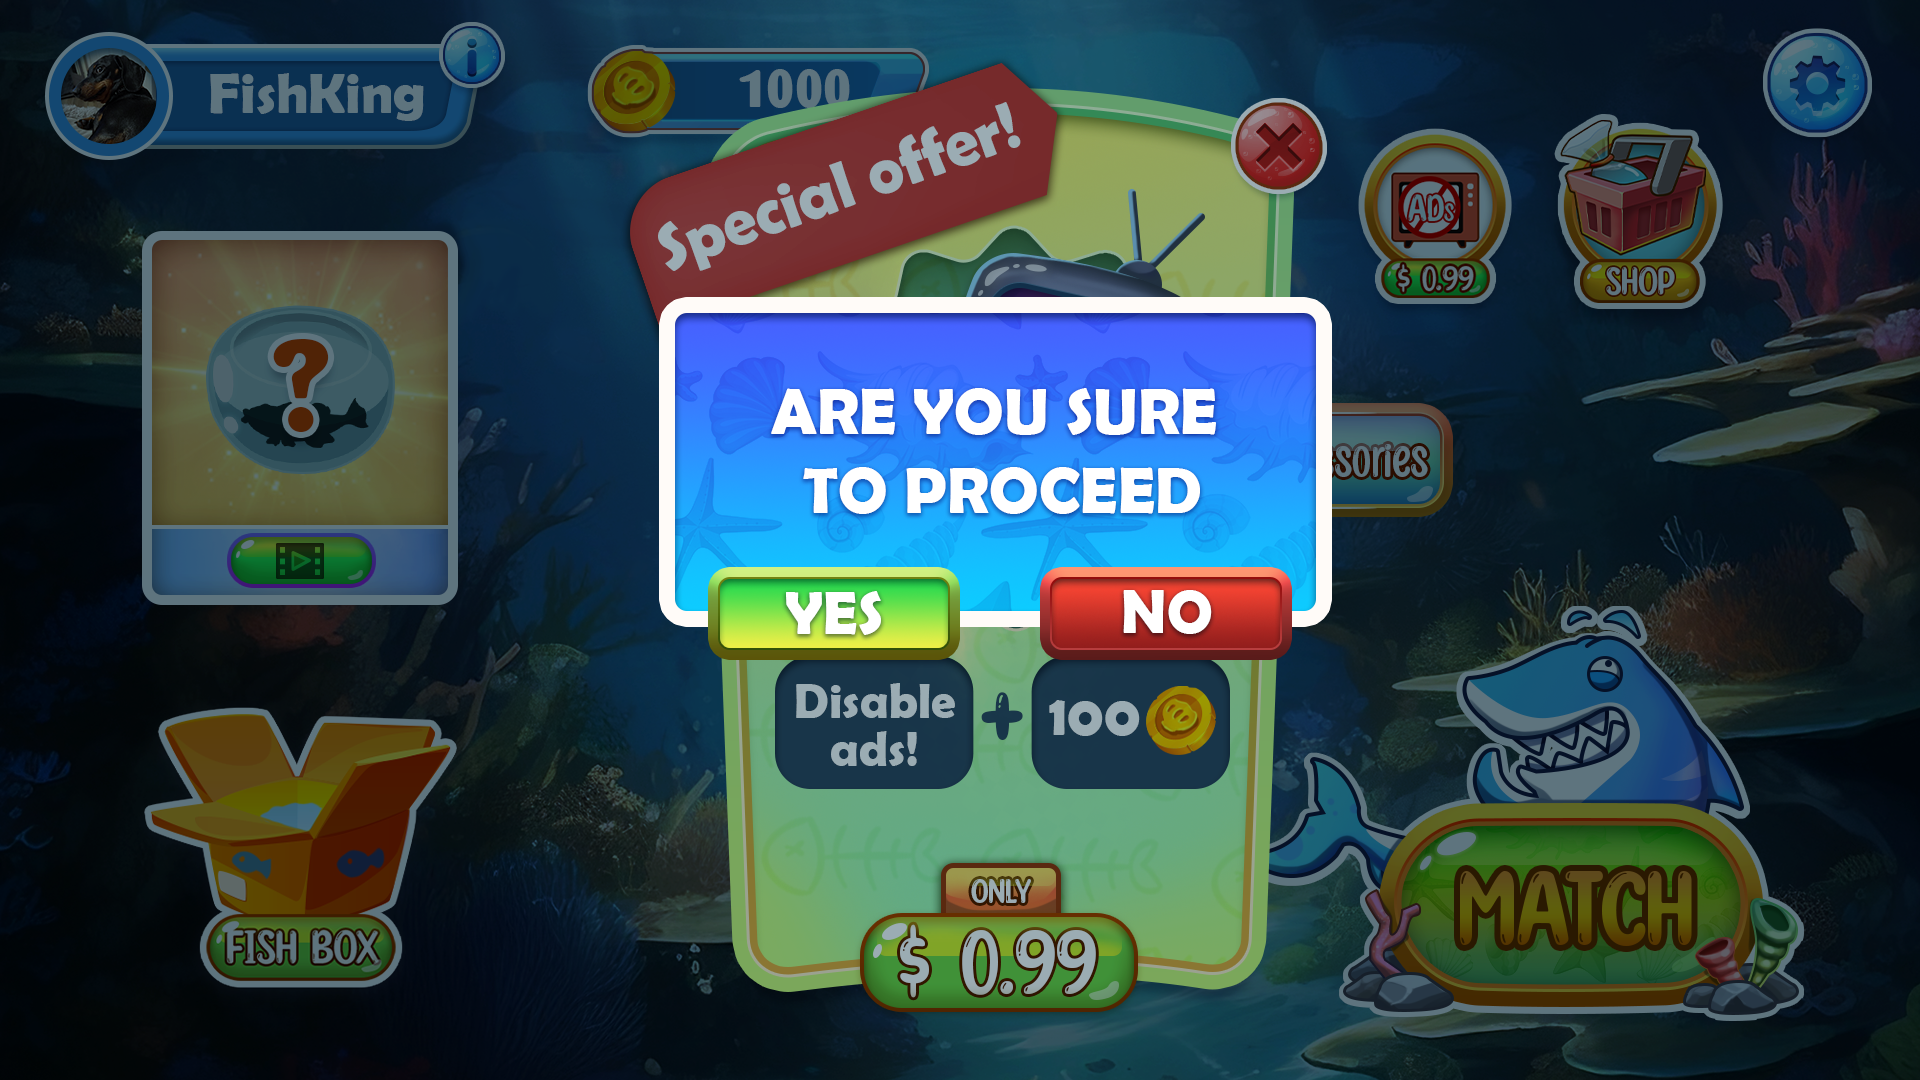 FishKing
i
1000
Special offer!
ADs
$ 0.99
SHOP
ARE YOU SURE
TO PROCEED
YES
NO
Disable
ads!
+
100
FISH BOX
ONLY
$ 0.99
MATCH